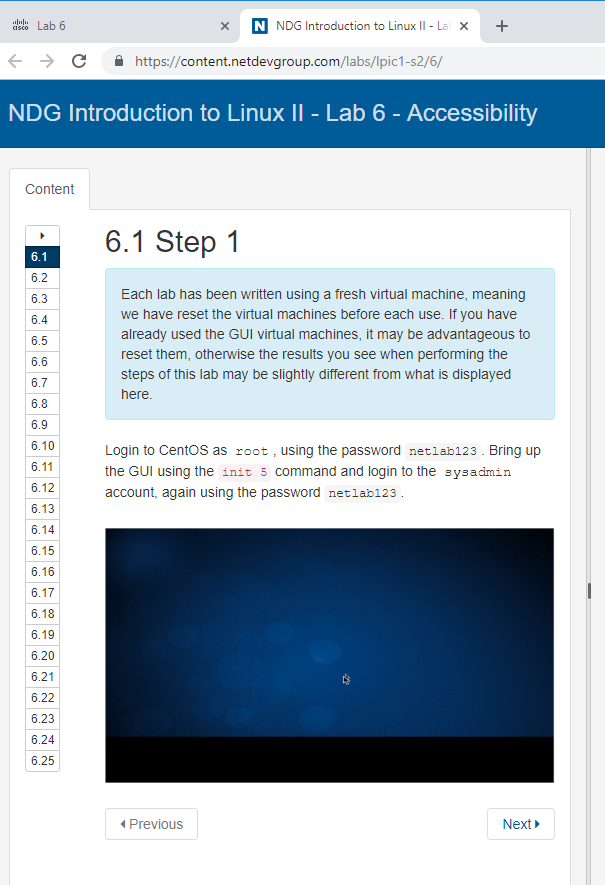 Lab 6
NDG Introduction to Linux II - La
https://content.netdevgroup.com/labs/lpic1-s2/6/
NDG Introduction to Linux II - Lab 6 - Accessibility
Content
6.1
6.2
6.3
6.4
6.5
6.6
6.7
6.8
6.9
6.10
6.11
6.12
6.13
6.14
6.15
6.16
6.17
6.18
6.19
6.20
6.21
6.22
6.23
6.24
6.25
6.1 Step 1
Each lab has been written using a fresh virtual machine, meaning
we have reset the virtual machines before each use. If you have
already used the GUI virtual machines, it may be advantageous to
reset them, otherwise the results you see when performing the
steps of this lab may be slightly different from what is displayed
here.
Login to CentOS as root, using the password netlab123. Bring up
the GUI using the init 5 command and login to the sysadmin
account, again using the password netlab123.
Previous
Next